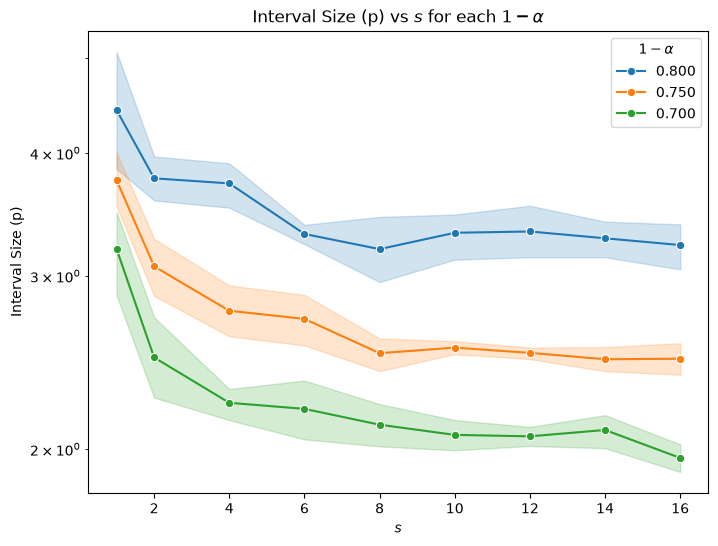 Interval Size (p) vs s for each 1 − α
1 − α
0.800
0.750
0.700
Interval Size (p)
4 × 10⁰
3 × 10⁰
2 × 10⁰
2 4 6 8 10 12 14 16
s